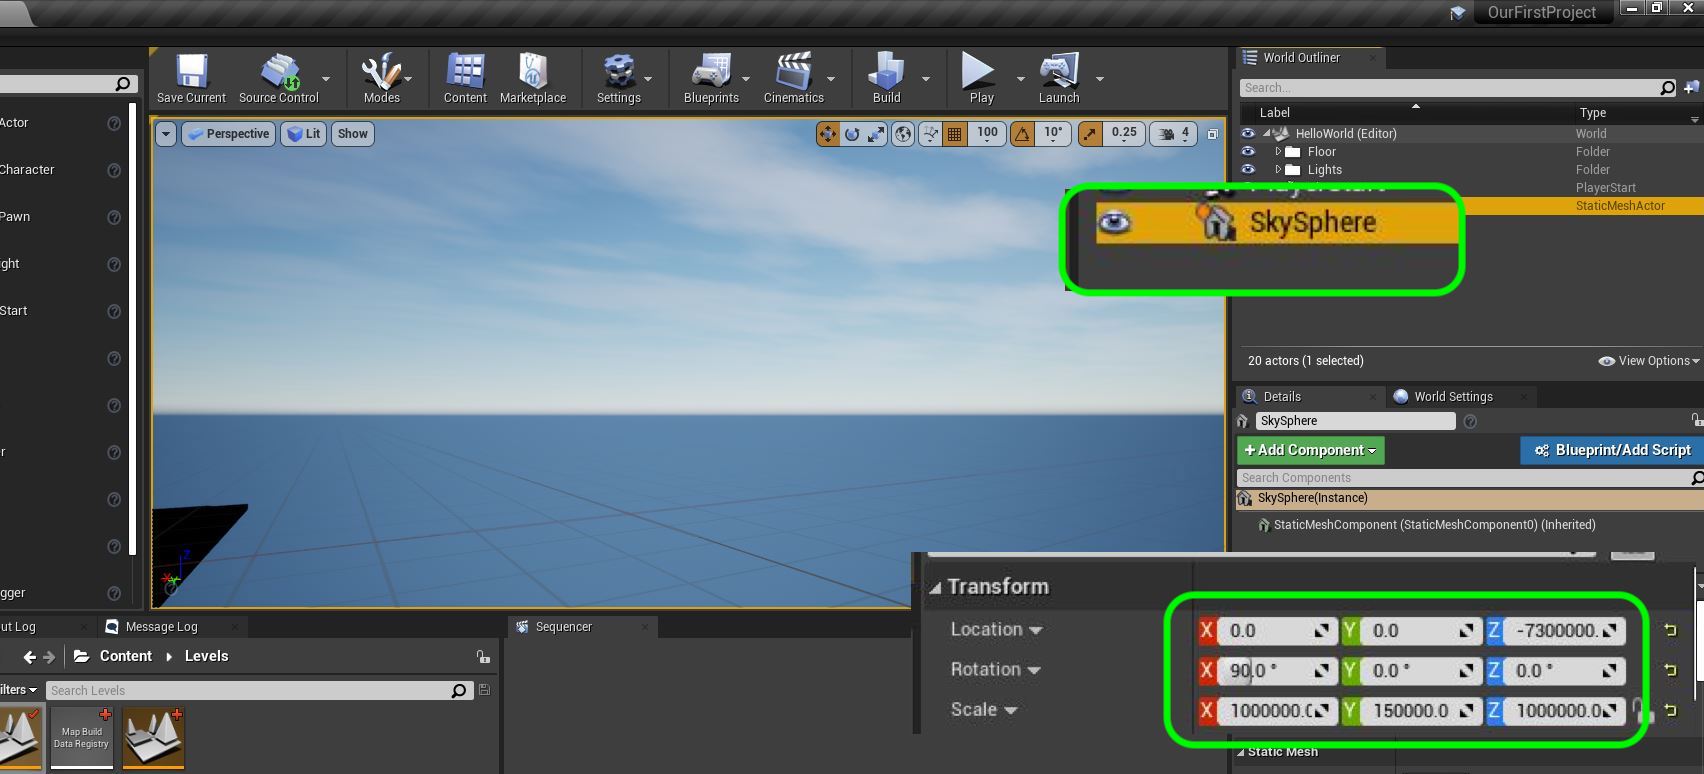 OurFirstProject
World Outliner
Save Current
Source Control
Modes
Content
Marketplace
Settings
Blueprints
Cinematics
Build
Play
Launch
Search...
Label
Type
Actor
Character
Pawn
ght
Start
r
gger
Perspective
Lit
Show
100
10°
0.25
4
HelloWorld (Editor)
World
Floor
Folder
Lights
Folder
PlayerStart
PlayerStart
StaticMeshActor
SkySphere
20 actors (1 selected)
View Options
Details
World Settings
SkySphere
+Add Component
Blueprint/Add Script
Search Components
SkySphere(Instance)
StaticMeshComponent (StaticMeshComponent0) (Inherited)
Z
X
Y
Transform
Location
X 0.0
Y 0.0
Z -7300000.
Rotation
X 90.0 °
Y 0.0 °
Z 0.0 °
Scale
X 1000000.0
Y 150000.0
Z 1000000.0
Static Mesh
ut Log
Message Log
Sequencer
Content
Levels
ilters
Search Levels
Map Build
Data Registry